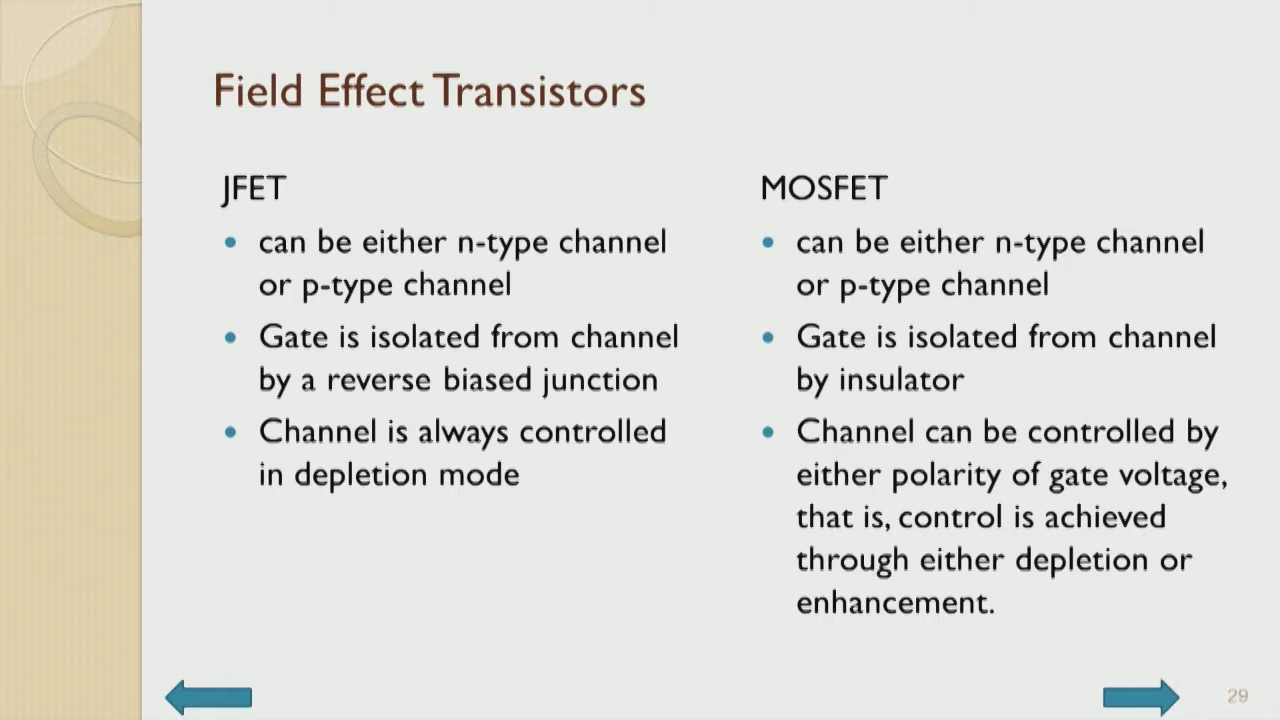 Field Effect Transistors
JFET
can be either n-type channel
or p-type channel
Gate is isolated from channel
by a reverse biased junction
Channel is always controlled
in depletion mode
MOSFET
can be either n-type channel
or p-type channel
Gate is isolated from channel
by insulator
Channel can be controlled by
either polarity of gate voltage,
that is, control is achieved
through either depletion or
enhancement.
29